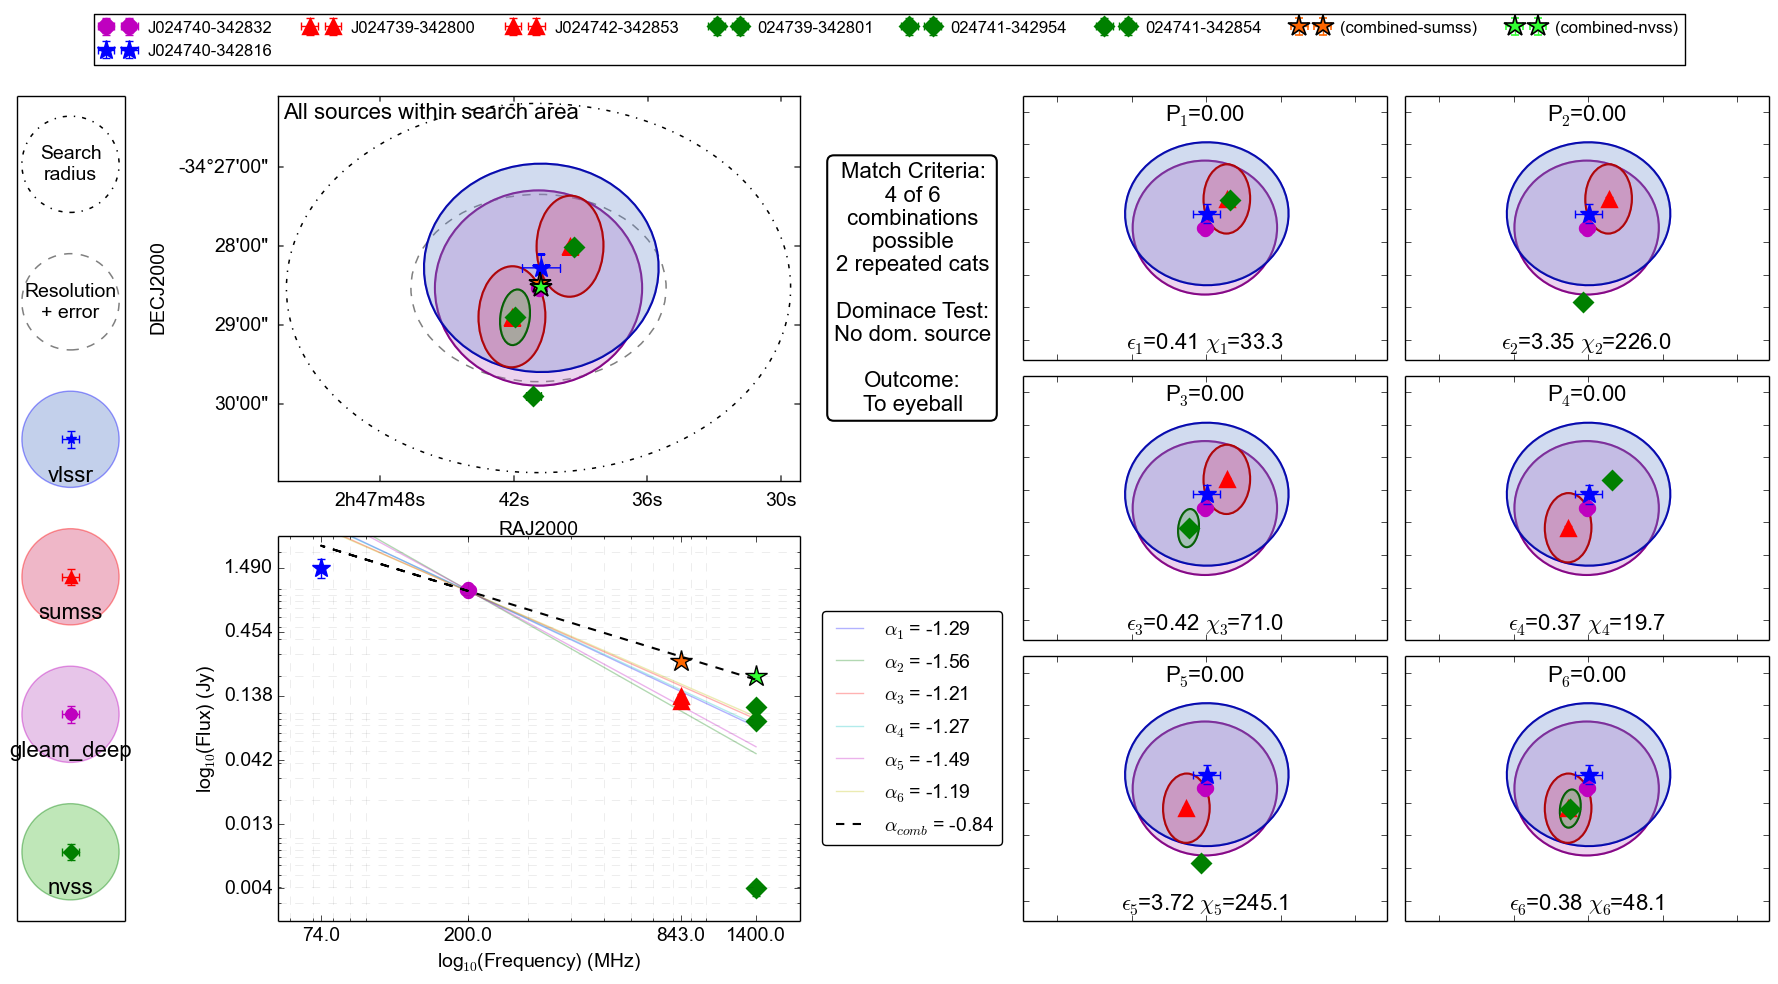 J024740-342832 J024739-342800 J024742-342853 024739-342801 024741-342954 024741-342854 (combined-sumss) (combined-nvss)
J024740-342816
Search
radius
Resolution
+ error
vlssr
sumss
gleam_deep
nvss
All sources within search area
DECJ2000
-34°27'00"
28'00"
29'00"
30'00"
2h47m48s 42s 36s 30s
RAJ2000
Match Criteria:
4 of 6
combinations
possible
2 repeated cats
Dominace Test:
No dom. source
Outcome:
To eyeball
log10(Flux) (Jy)
1.490
0.454
0.138
0.042
0.013
0.004
74.0 200.0 843.0 1400.0
log10(Frequency) (MHz)
α1 = -1.29
α2 = -1.56
α3 = -1.21
α4 = -1.27
α5 = -1.49
α6 = -1.19
αcomb = -0.84
P1=0.00
ϵ1=0.41 χ1=33.3
P2=0.00
ϵ2=3.35 χ2=226.0
P3=0.00
ϵ3=0.42 χ3=71.0
P4=0.00
ϵ4=0.37 χ4=19.7
P5=0.00
ϵ5=3.72 χ5=245.1
P6=0.00
ϵ6=0.38 χ6=48.1